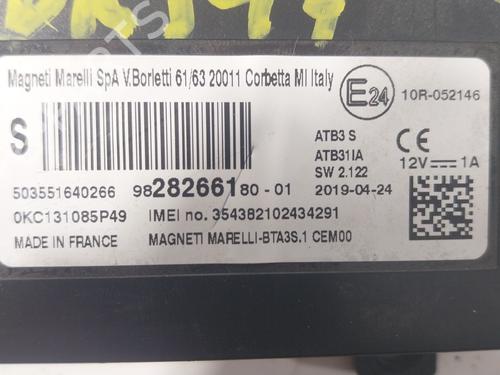 Magneti Marelli SpA V.Borletti 61/63 20011 Corbetta MI Italy
E24
10R-052146
S
ATB3 S
ATB31IA
SW 2.122
2019-04-24
CE
12V 1A
503551640266
9828266180-01
0KC131085P49
IMEI no. 354382102434291
MADE IN FRANCE
MAGNETI MARELLI-BTA3S.1 CEM00